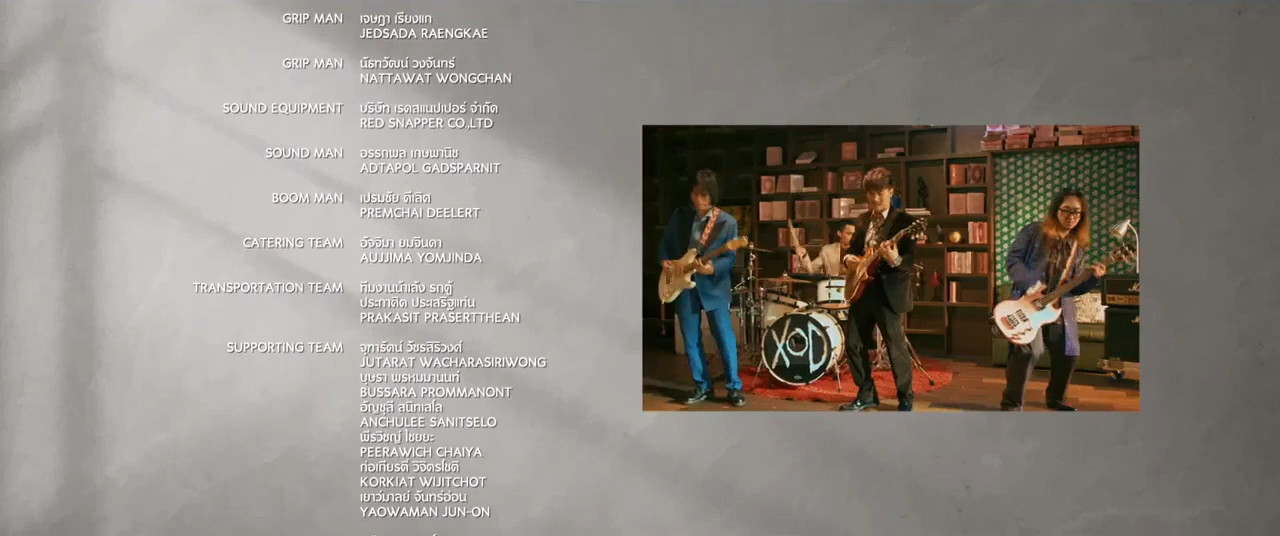 GRIP MAN เจษฎา เรียงแก
JEDSADA RAENGKAE
GRIP MAN นัธทวัฒน์ วงจันทร์
NATTAWAT WONGCHAN
SOUND EQUIPMENT บริษัท เรดสแนปเปอร์ จำกัด
RED SNAPPER CO.,LTD
SOUND MAN อรรถพล เกษพานิช
ADTAPOL GADSPARNIT
BOOM MAN เปรมชัย ดีเลิศ
PREMCHAI DEELERT
CATERING TEAM อัจจิมา ยมจินดา
AUJJIMA YOMJINDA
TRANSPORTATION TEAM ทีมงานนำเล้ง รถตู้
ประกาศิต ประเสริฐแท่น
PRAKASIT PRASERTTHEAN
SUPPORTING TEAM จุฑารัตน์ วัชรสิริวงศ์
JUTARAT WACHARASIRIWONG
บุษรา พรหมมานนท์
BUSSARA PROMMANONT
อัญชุลี สนิทเสโล
ANCHULEE SANITSELO
พีรวิชญ์ ไชยยะ
PEERAWICH CHAIYA
ก่อเกียรติ วิจิตรโชติ
KORKIAT WIJITCHOT
เยาวมาลย์ จันทร์อ่อน
YAOWAMAN JUN-ON
XOD